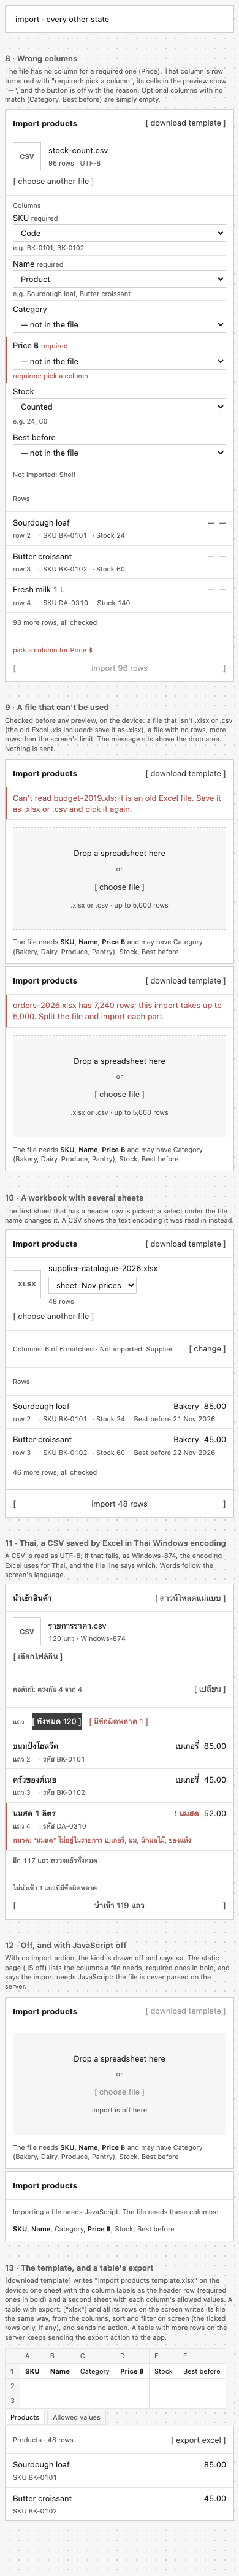 import · every other state
8 · Wrong columns
The file has no column for a required one (Price). That column's row
turns red with "required: pick a column", its cells in the preview show
"—", and the button is off with the reason. Optional columns with no
match (Category, Best before) are simply empty.
Import products
[ download template ]
CSV
stock-count.csv
96 rows · UTF-8
[ choose another file ]
Columns
SKU required
Code
e.g. BK-0101, BK-0102
Name required
Product
e.g. Sourdough loaf, Butter croissant
Category
— not in the file
Price ฿ required
— not in the file
required: pick a column
Stock
Counted
e.g. 24, 60
Best before
— not in the file
Not imported: Shelf
Rows
Sourdough loaf — —
row 2 · SKU BK-0101 · Stock 24
Butter croissant — —
row 3 · SKU BK-0102 · Stock 60
Fresh milk 1 L — —
row 4 · SKU DA-0310 · Stock 140
93 more rows, all checked
pick a column for Price ฿
[ import 96 rows ]
9 · A file that can't be used
Checked before any preview, on the device: a file that isn't .xlsx or .csv
(the old Excel .xls included: save it as .xlsx), a file with no rows, more
rows than the screen's limit. The message sits above the drop area.
Nothing is sent.
Import products
[ download template ]
Can't read budget-2019.xls: it is an old Excel file. Save it
as .xlsx or .csv and pick it again.
Drop a spreadsheet here
or
[ choose file ]
.xlsx or .csv · up to 5,000 rows
The file needs SKU, Name, Price ฿ and may have Category
(Bakery, Dairy, Produce, Pantry), Stock, Best before
Import products
[ download template ]
orders-2026.xlsx has 7,240 rows; this import takes up to
5,000. Split the file and import each part.
Drop a spreadsheet here
or
[ choose file ]
.xlsx or .csv · up to 5,000 rows
The file needs SKU, Name, Price ฿ and may have Category
(Bakery, Dairy, Produce, Pantry), Stock, Best before
10 · A workbook with several sheets
The first sheet that has a header row is picked; a select under the file
name changes it. A CSV shows the text encoding it was read in instead.
Import products
[ download template ]
XLSX
supplier-catalogue-2026.xlsx
sheet: Nov prices
48 rows
[ choose another file ]
Columns: 6 of 6 matched · Not imported: Supplier
[ change ]
Rows
Sourdough loaf Bakery 85.00
row 2 · SKU BK-0101 · Stock 24 · Best before 21 Nov 2026
Butter croissant Bakery 45.00
row 3 · SKU BK-0102 · Stock 60 · Best before 22 Nov 2026
46 more rows, all checked
[ import 48 rows ]
11 · Thai, a CSV saved by Excel in Thai Windows encoding
A CSV is read as UTF-8; if that fails, as Windows-874, the encoding
Excel uses for Thai, and the file line says which. Words follow the
screen's language.
นำเข้าสินค้า
[ ดาวน์โหลดแม่แบบ ]
CSV
รายการราคา.csv
120 แถว · Windows-874
[ เลือกไฟล์อื่น ]
คอลัมน์: ตรงกัน 4 จาก 4
[ เปลี่ยน ]
แถว [ ทั้งหมด 120 ] [ มีข้อผิดพลาด 1 ]
ขนมปังโฮลวีต เบเกอรี่ 85.00
แถว 2 · รหัส BK-0101
ครัวซองต์เนย เบเกอรี่ 45.00
แถว 3 · รหัส BK-0102
นมสด 1 ลิตร ! นมสด 52.00
แถว 4 · รหัส DA-0310
หมวด: "นมสด" ไม่อยู่ในรายการ เบเกอรี่, นม, ผักผลไม้, ของแห้ง
อีก 117 แถว ตรวจแล้วทั้งหมด
ไม่นำเข้า 1 แถวที่มีข้อผิดพลาด
[ นำเข้า 119 แถว ]
12 · Off, and with JavaScript off
With no import action, the kind is drawn off and says so. The static
page (JS off) lists the columns a file needs, required ones in bold, and
says the import needs JavaScript: the file is never parsed on the
server.
Import products
[ download template ]
Drop a spreadsheet here
or
[ choose file ]
import is off here
The file needs SKU, Name, Price ฿ and may have Category
(Bakery, Dairy, Produce, Pantry), Stock, Best before
Import products
Importing a file needs JavaScript. The file needs these columns:
SKU, Name, Category, Price ฿, Stock, Best before
13 · The template, and a table's export
[download template] writes "Import products template.xlsx" on the
device: one sheet with the column labels as the header row (required
ones in bold) and a second sheet with each column's allowed values. A
table with export: ["xlsx"] and all its rows on the screen writes its file
the same way, from the columns, sort and filter on screen (the ticked
rows only, if any), and sends no action. A table with more rows on the
server keeps sending the export action to the app.
A B C D E F
1 SKU Name Category Price ฿ Stock Best before
2
3
Products Allowed values
Products · 48 rows
[ export excel ]
Sourdough loaf 85.00
SKU BK-0101
Butter croissant 45.00
SKU BK-0102